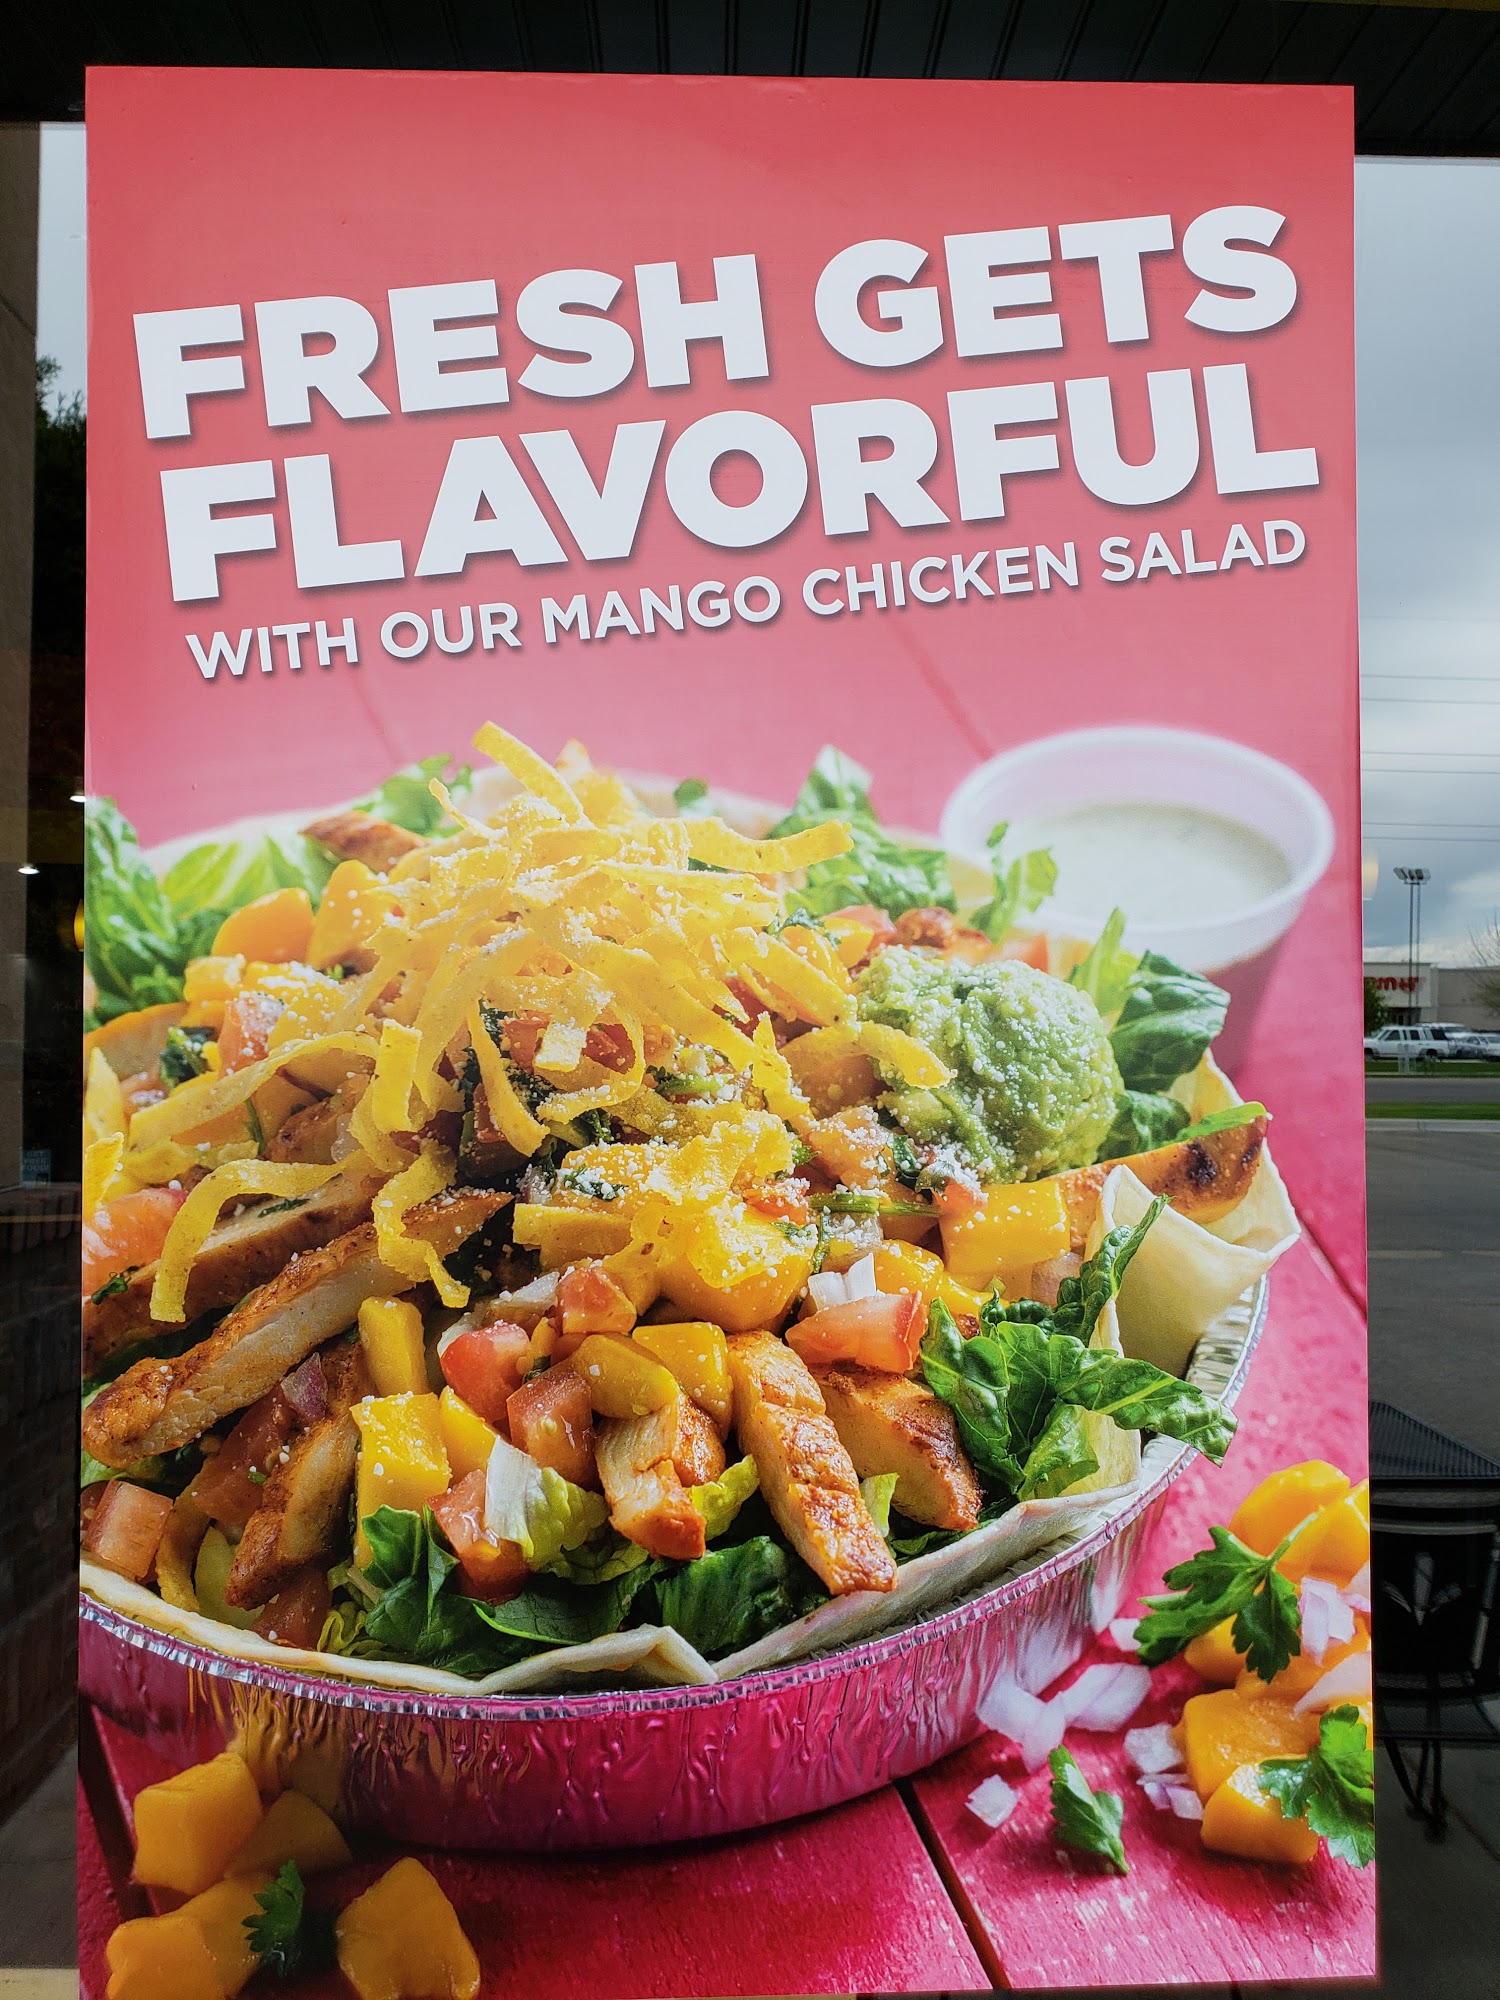 FRESH GETS
FLAVORFUL
WITH OUR MANGO CHICKEN SALAD